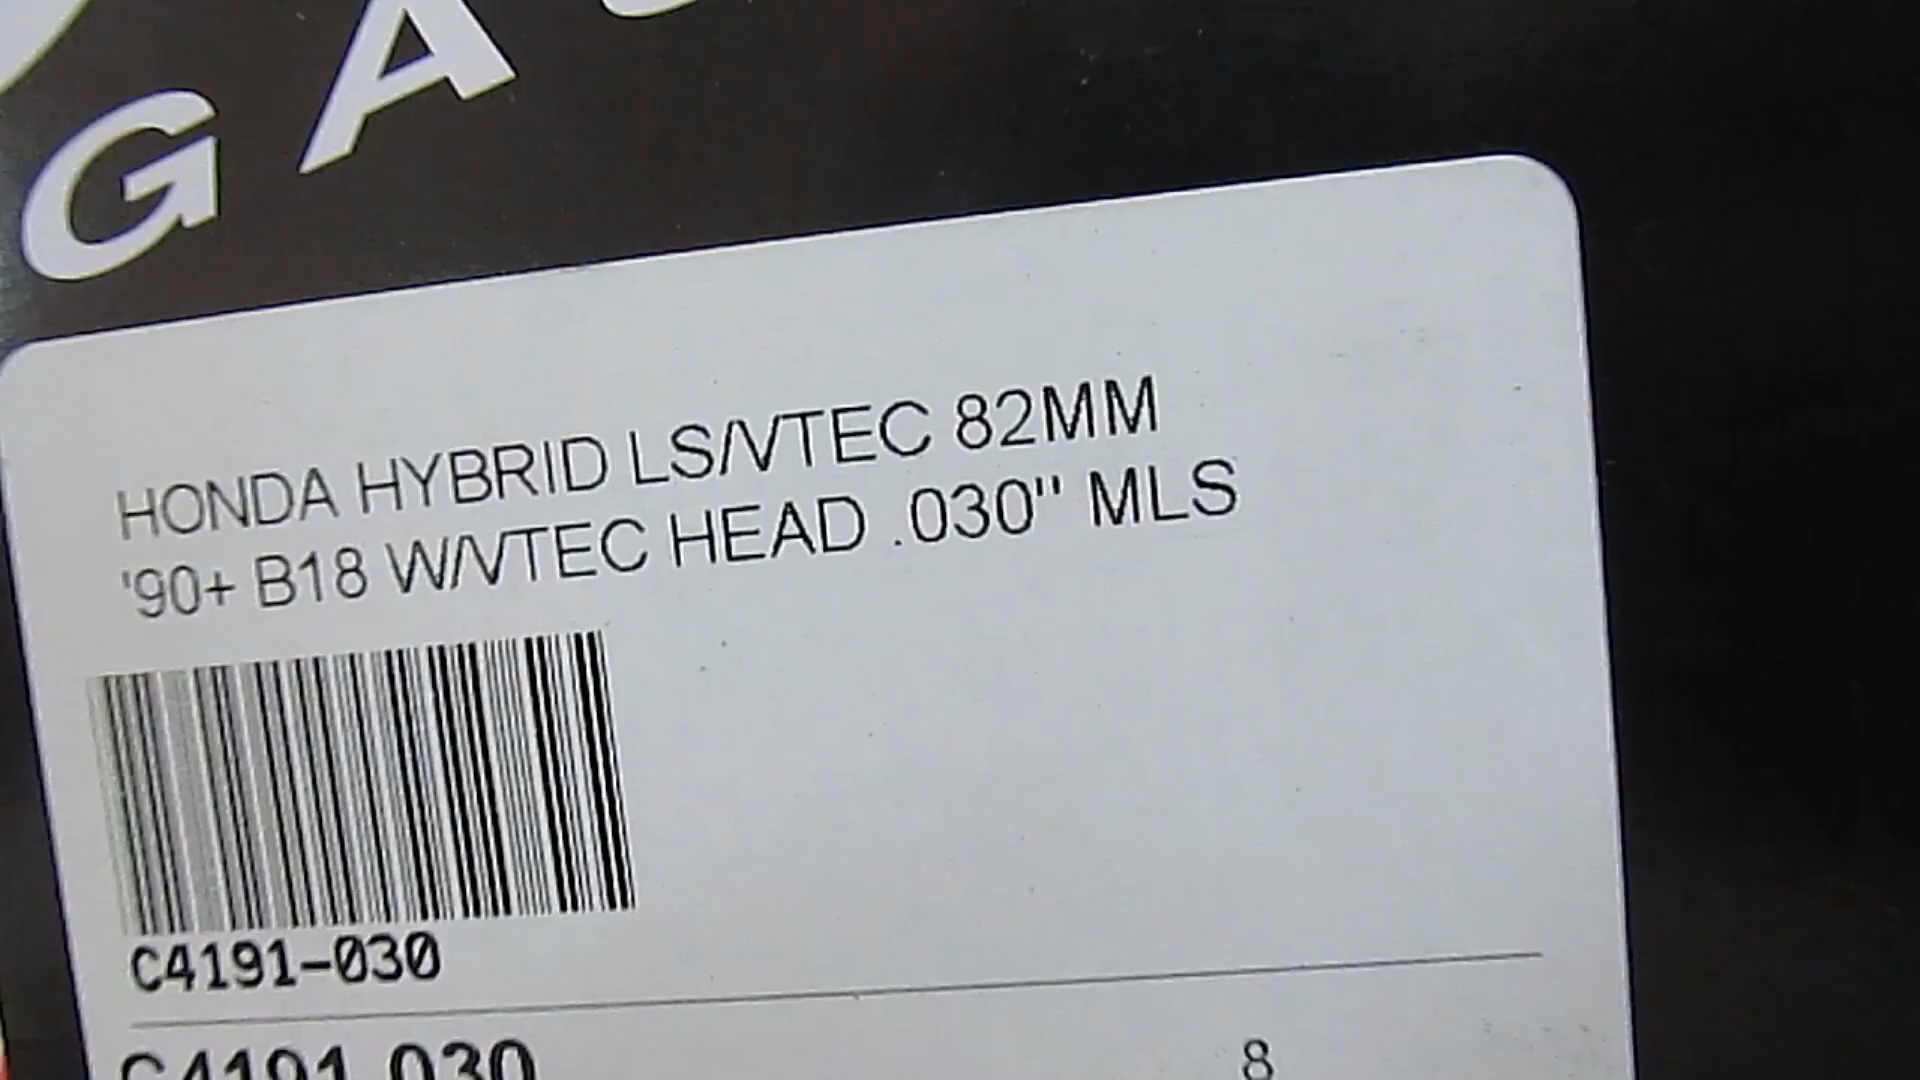 GA
HONDA HYBRID LS/VTEC 82MM
'90+ B18 W/VTEC HEAD .030" MLS
C4191-030
C4191-030 8